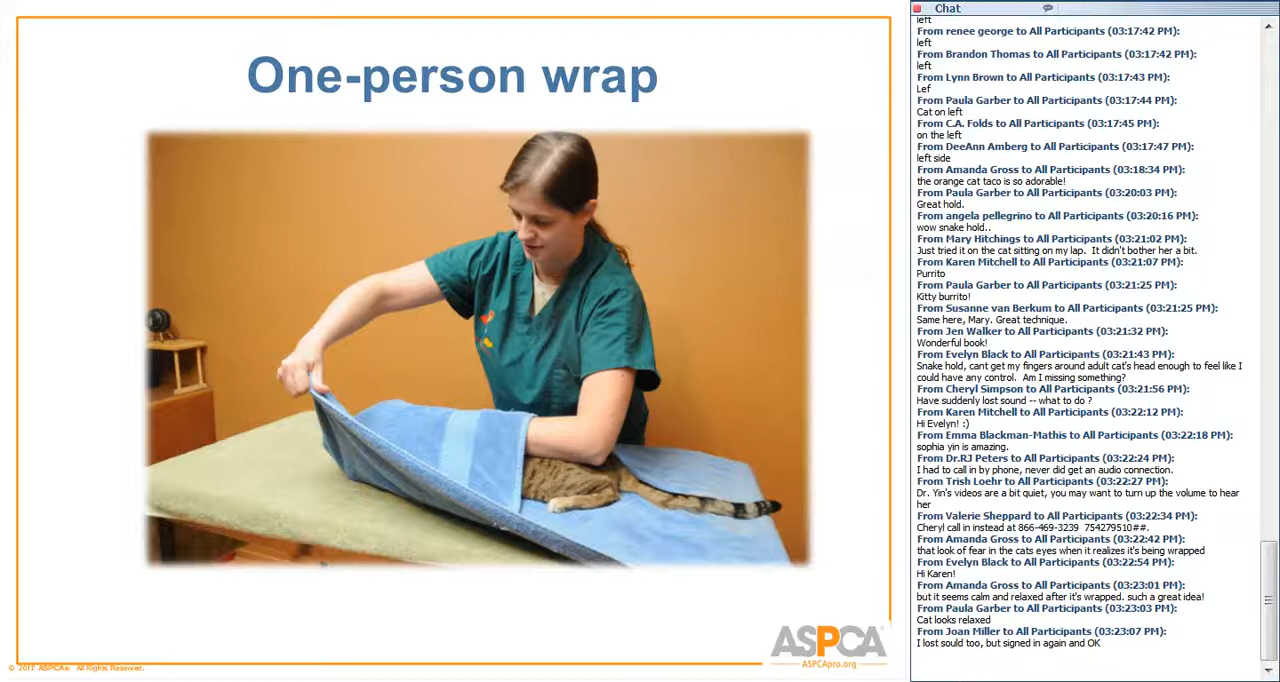 One-person wrap
ASPCA®
ASPCApro.org
© 2012 ASPCA®. All Rights Reserved.
Chat
left
From renee george to All Participants (03:17:42 PM):
left
From Brandon Thomas to All Participants (03:17:42 PM):
left
From Lynn Brown to All Participants (03:17:43 PM):
Lef
From Paula Garber to All Participants (03:17:44 PM):
Cat on left
From C.A. Folds to All Participants (03:17:45 PM):
on the left
From DeeAnn Amberg to All Participants (03:17:47 PM):
left side
From Amanda Gross to All Participants (03:18:34 PM):
the orange cat taco is so adorable!
From Paula Garber to All Participants (03:20:03 PM):
Great hold.
From angela pellegrino to All Participants (03:20:16 PM):
wow snake hold..
From Mary Hitchings to All Participants (03:21:02 PM):
Just tried it on the cat sitting on my lap.  It didn't bother her a bit.
From Karen Mitchell to All Participants (03:21:07 PM):
Purrito
From Paula Garber to All Participants (03:21:25 PM):
Kitty burrito!
From Susanne van Berkum to All Participants (03:21:25 PM):
Same here, Mary. Great technique.
From Jen Walker to All Participants (03:21:32 PM):
Wonderful book!
From Evelyn Black to All Participants (03:21:43 PM):
Snake hold, cant get my fingers around adult cat's head enough to feel like I
could have any control.  Am I missing something?
From Cheryl Simpson to All Participants (03:21:56 PM):
Have suddenly lost sound -- what to do ?
From Karen Mitchell to All Participants (03:22:12 PM):
Hi Evelyn! :)
From Emma Blackman-Mathis to All Participants (03:22:18 PM):
sophia yin is amazing.
From Dr.RJ Peters to All Participants (03:22:24 PM):
I had to call in by phone, never did get an audio connection.
From Trish Loehr to All Participants (03:22:27 PM):
Dr. Yin's videos are a bit quiet, you may want to turn up the volume to hear
her
From Valerie Sheppard to All Participants (03:22:34 PM):
Cheryl call in instead at 866-469-3239  754279510##.
From Amanda Gross to All Participants (03:22:42 PM):
that look of fear in the cats eyes when it realizes it's being wrapped
From Evelyn Black to All Participants (03:22:54 PM):
Hi Karen!
From Amanda Gross to All Participants (03:23:01 PM):
but it seems calm and relaxed after it's wrapped. such a great idea!
From Paula Garber to All Participants (03:23:03 PM):
Cat looks relaxed
From Joan Miller to All Participants (03:23:07 PM):
I lost sould too, but signed in again and OK